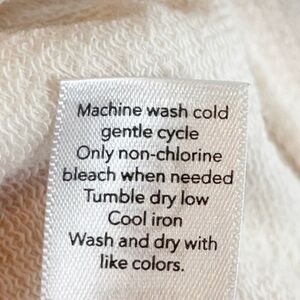 Machine wash cold
gentle cycle
Only non-chlorine
bleach when needed
Tumble dry low
Cool iron
Wash and dry with
like colors.